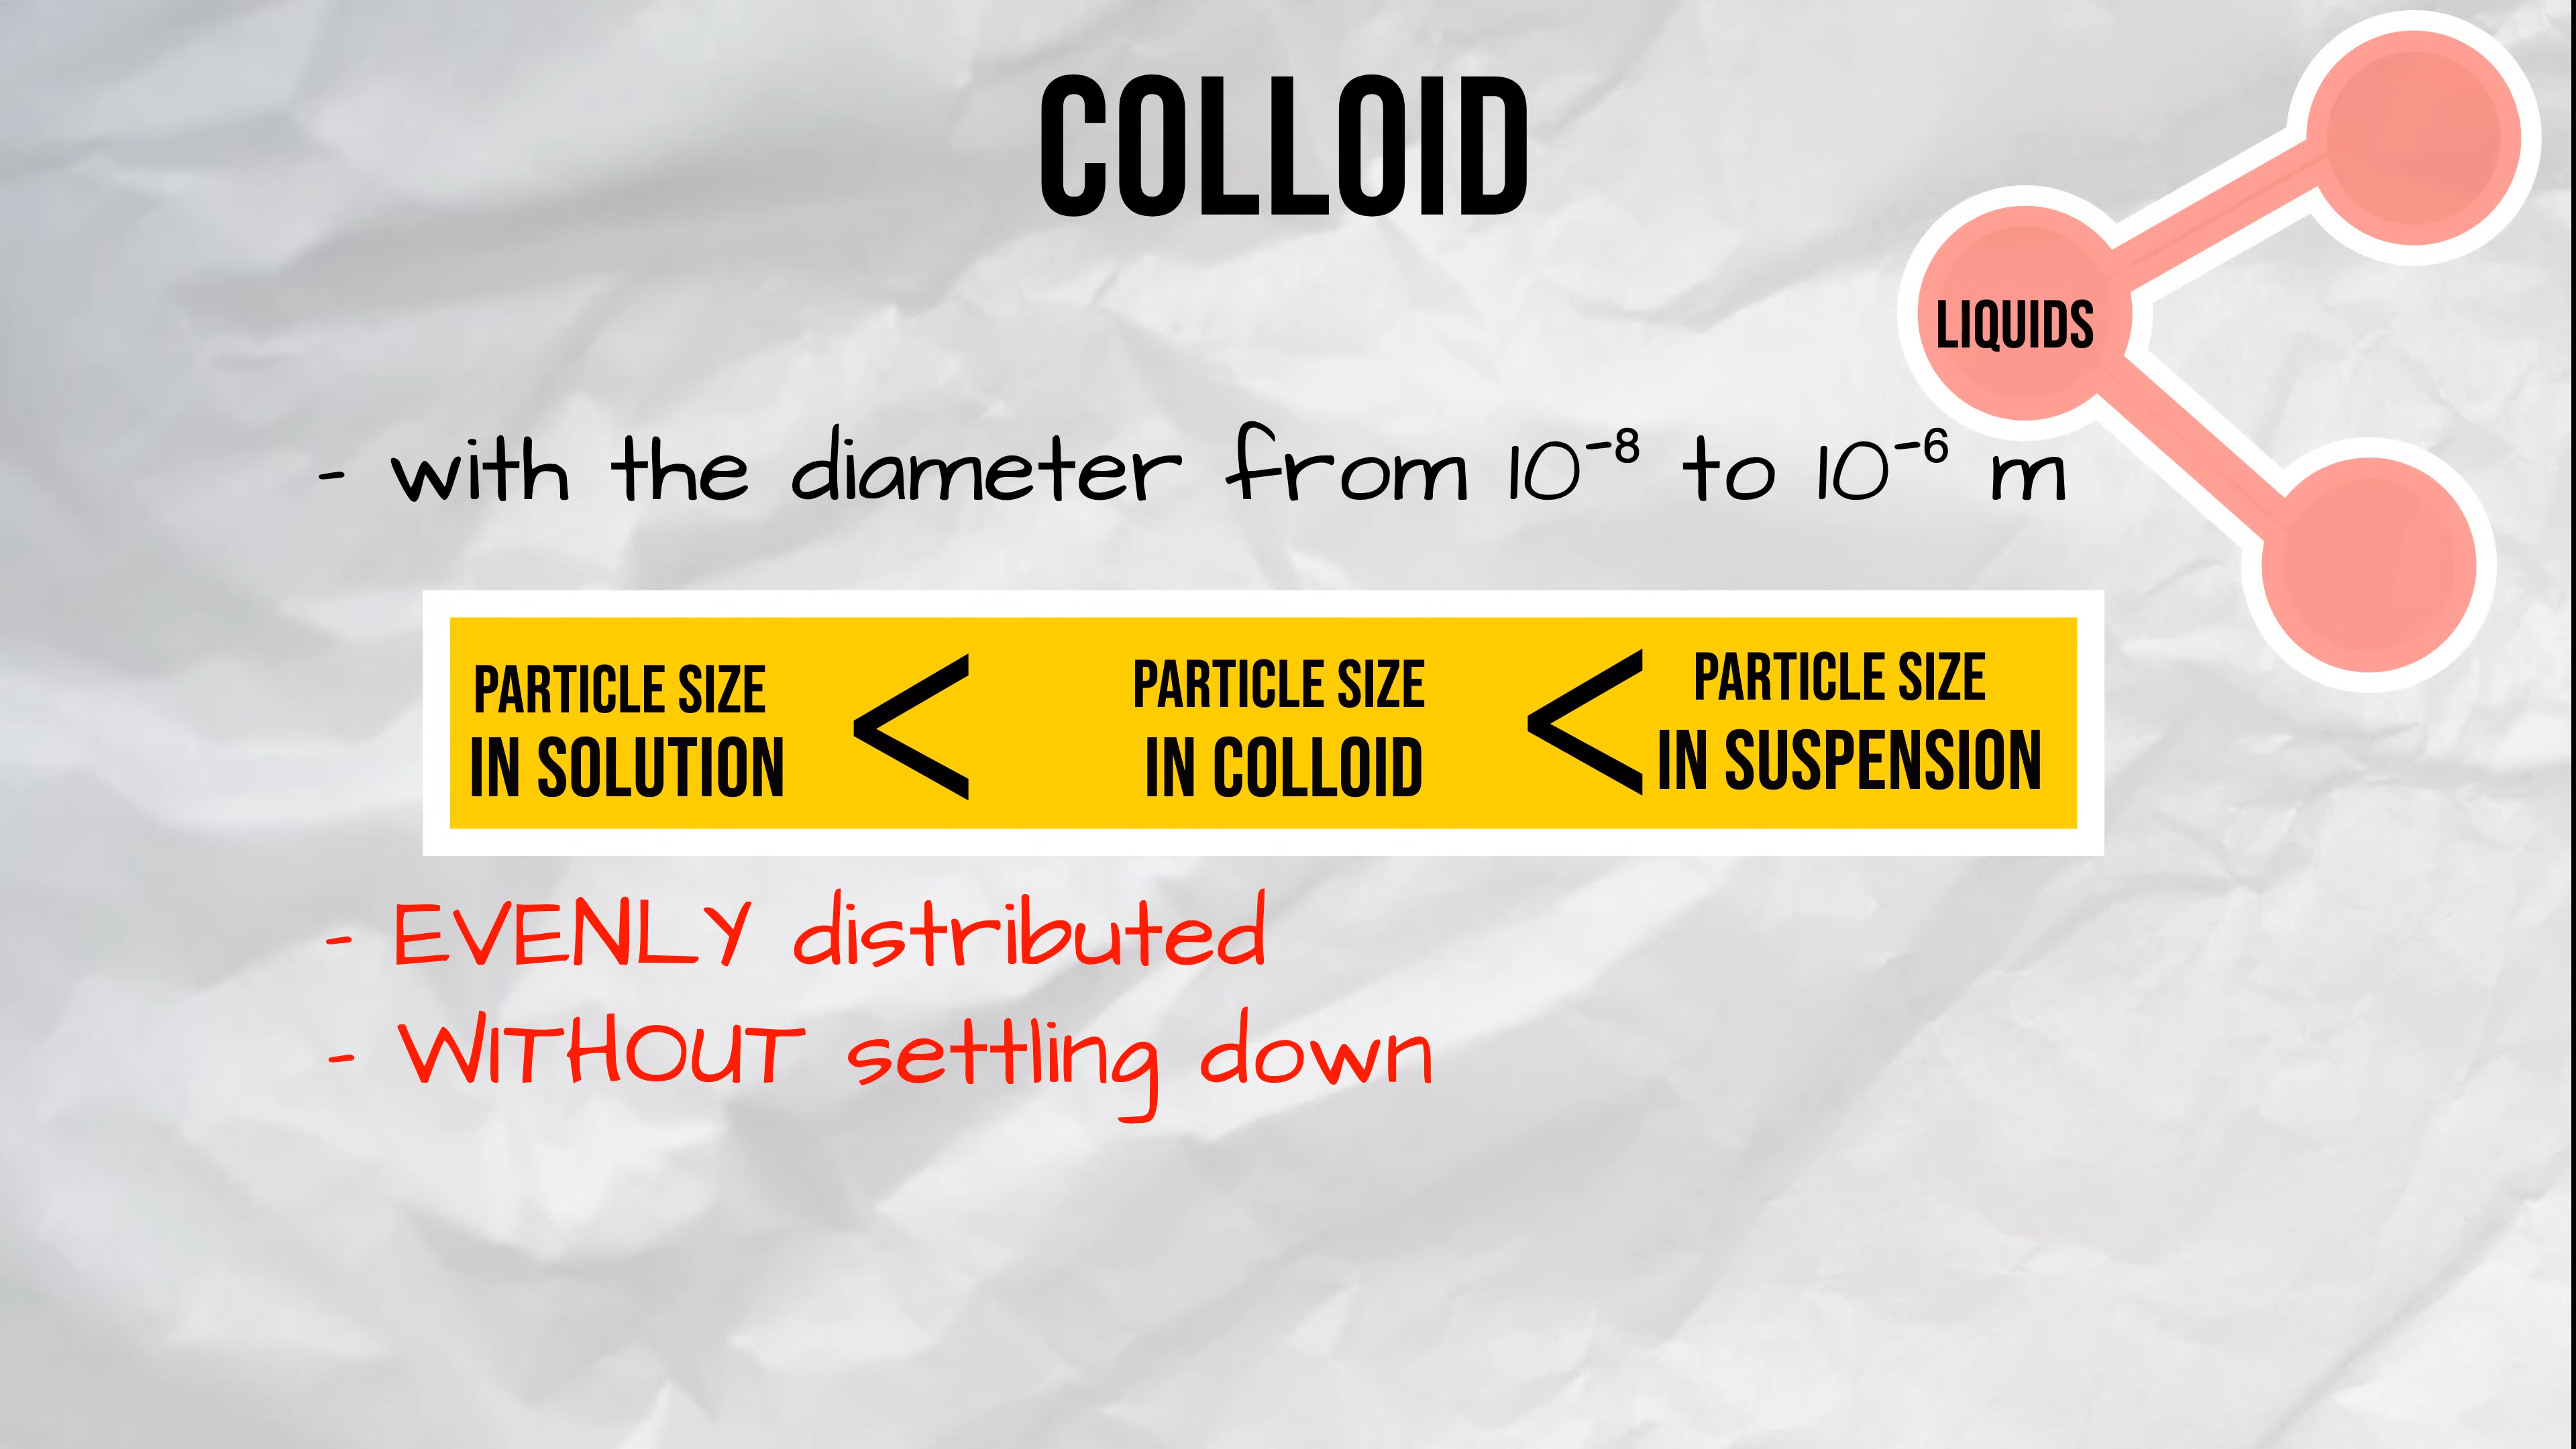 COLLOID
LIQUIDS
- with the diameter from 10⁻⁸ to 10⁻⁶ m
PARTICLE SIZE
IN SOLUTION
<
PARTICLE SIZE
IN COLLOID
<
PARTICLE SIZE
IN SUSPENSION
- EVENLY distributed
- WITHOUT settling down